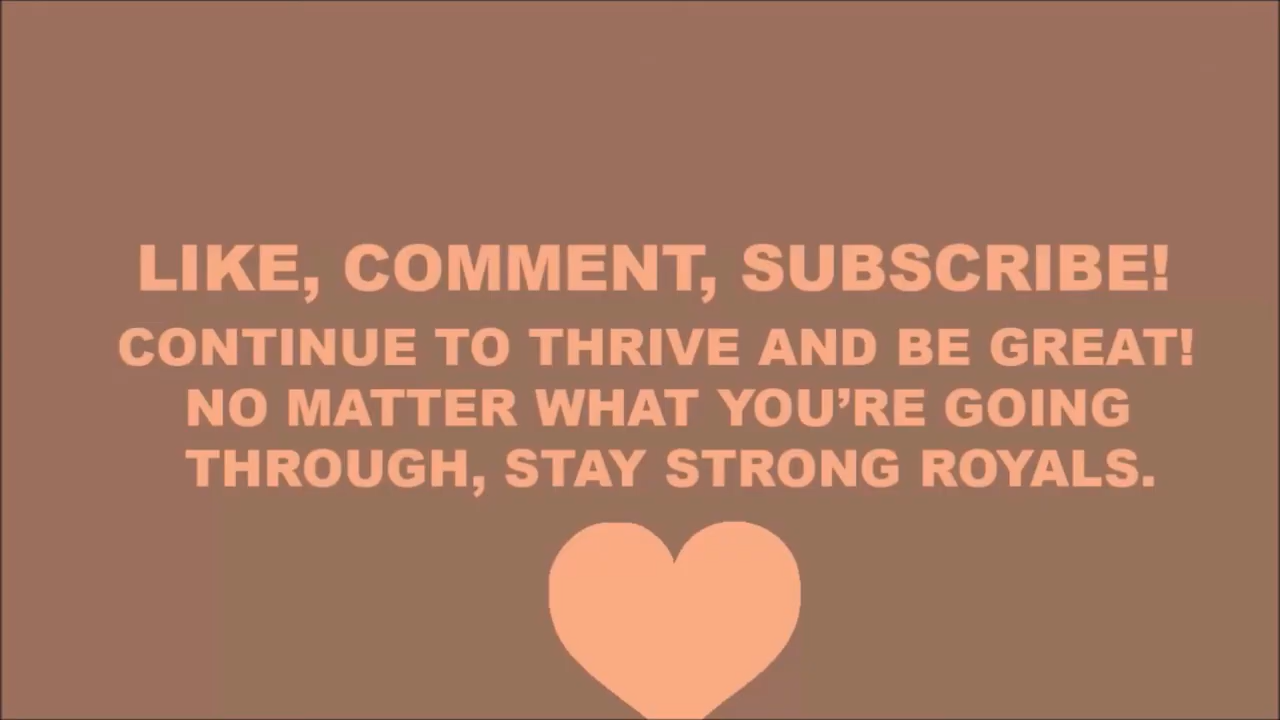 LIKE, COMMENT, SUBSCRIBE!
CONTINUE TO THRIVE AND BE GREAT!
NO MATTER WHAT YOU’RE GOING
THROUGH, STAY STRONG ROYALS.